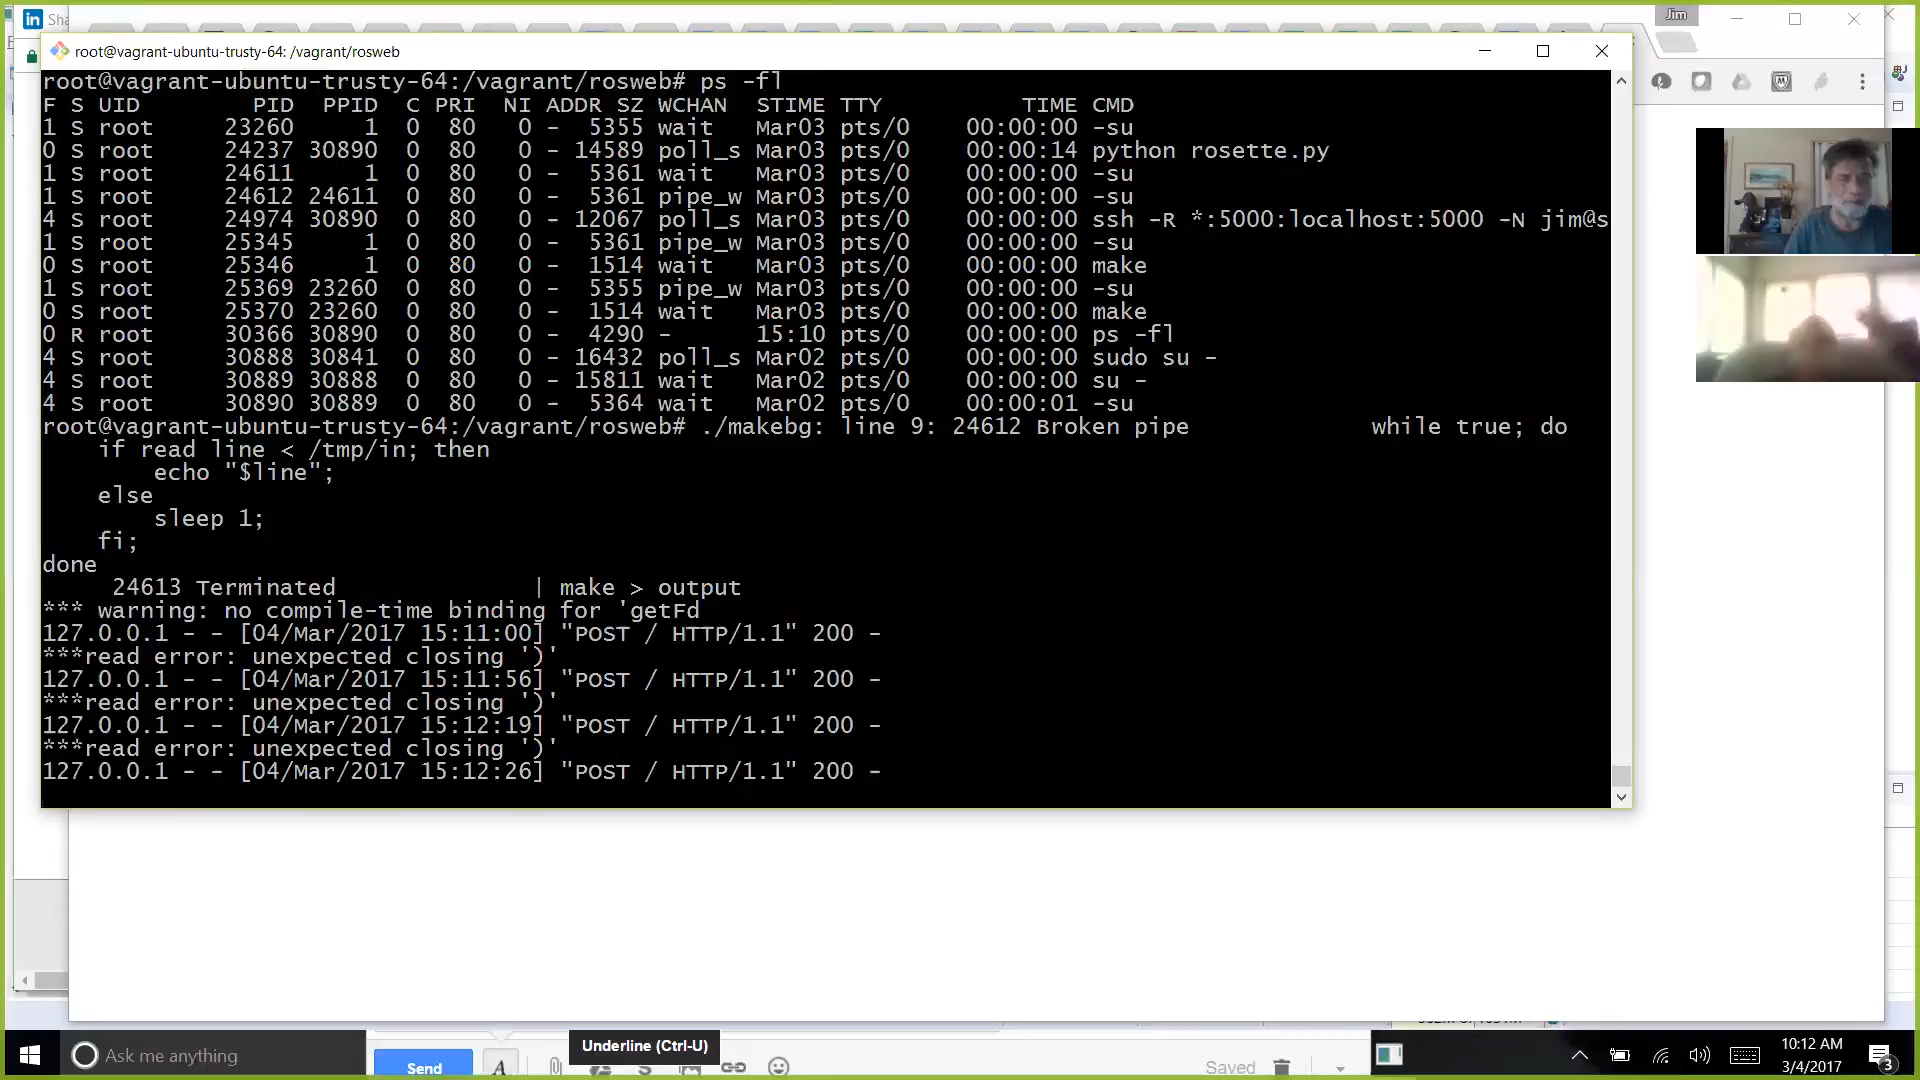 in Sha
Jim
root@vagrant-ubuntu-trusty-64: /vagrant/rosweb
root@vagrant-ubuntu-trusty-64:/vagrant/rosweb# ps -fl
F S UID PID PPID C PRI NI ADDR SZ WCHAN STIME TTY TIME CMD
1 S root 23260 1 0 80 0 - 5355 wait Mar03 pts/0 00:00:00 -su
0 S root 24237 30890 0 80 0 - 14589 poll_s Mar03 pts/0 00:00:14 python rosette.py
1 S root 24611 1 0 80 0 - 5361 wait Mar03 pts/0 00:00:00 -su
1 S root 24612 24611 0 80 0 - 5361 pipe_w Mar03 pts/0 00:00:00 -su
4 S root 24974 30890 0 80 0 - 12067 poll_s Mar03 pts/0 00:00:00 ssh -R *:5000:localhost:5000 -N jim@s
1 S root 25345 1 0 80 0 - 5361 pipe_w Mar03 pts/0 00:00:00 -su
0 S root 25346 1 0 80 0 - 1514 wait Mar03 pts/0 00:00:00 make
1 S root 25369 23260 0 80 0 - 5355 pipe_w Mar03 pts/0 00:00:00 -su
0 S root 25370 23260 0 80 0 - 1514 wait Mar03 pts/0 00:00:00 make
0 R root 30366 30890 0 80 0 - 4290 - 15:10 pts/0 00:00:00 ps -fl
4 S root 30888 30841 0 80 0 - 16432 poll_s Mar02 pts/0 00:00:00 sudo su -
4 S root 30889 30888 0 80 0 - 15811 wait Mar02 pts/0 00:00:00 su -
4 S root 30890 30889 0 80 0 - 5364 wait Mar02 pts/0 00:00:01 -su
root@vagrant-ubuntu-trusty-64:/vagrant/rosweb# ./makebg: line 9: 24612 Broken pipe while true; do
if read line < /tmp/in; then
echo "$line";
else
sleep 1;
fi;
done
24613 Terminated | make > output
*** warning: no compile-time binding for 'getFd
127.0.0.1 - - [04/Mar/2017 15:11:00] "POST / HTTP/1.1" 200 -
***read error: unexpected closing ')'
127.0.0.1 - - [04/Mar/2017 15:11:56] "POST / HTTP/1.1" 200 -
***read error: unexpected closing ')'
127.0.0.1 - - [04/Mar/2017 15:12:19] "POST / HTTP/1.1" 200 -
***read error: unexpected closing ')'
127.0.0.1 - - [04/Mar/2017 15:12:26] "POST / HTTP/1.1" 200 -
Underline (Ctrl-U)
Ask me anything
Send
A
Saved
10:12 AM
3/4/2017
3